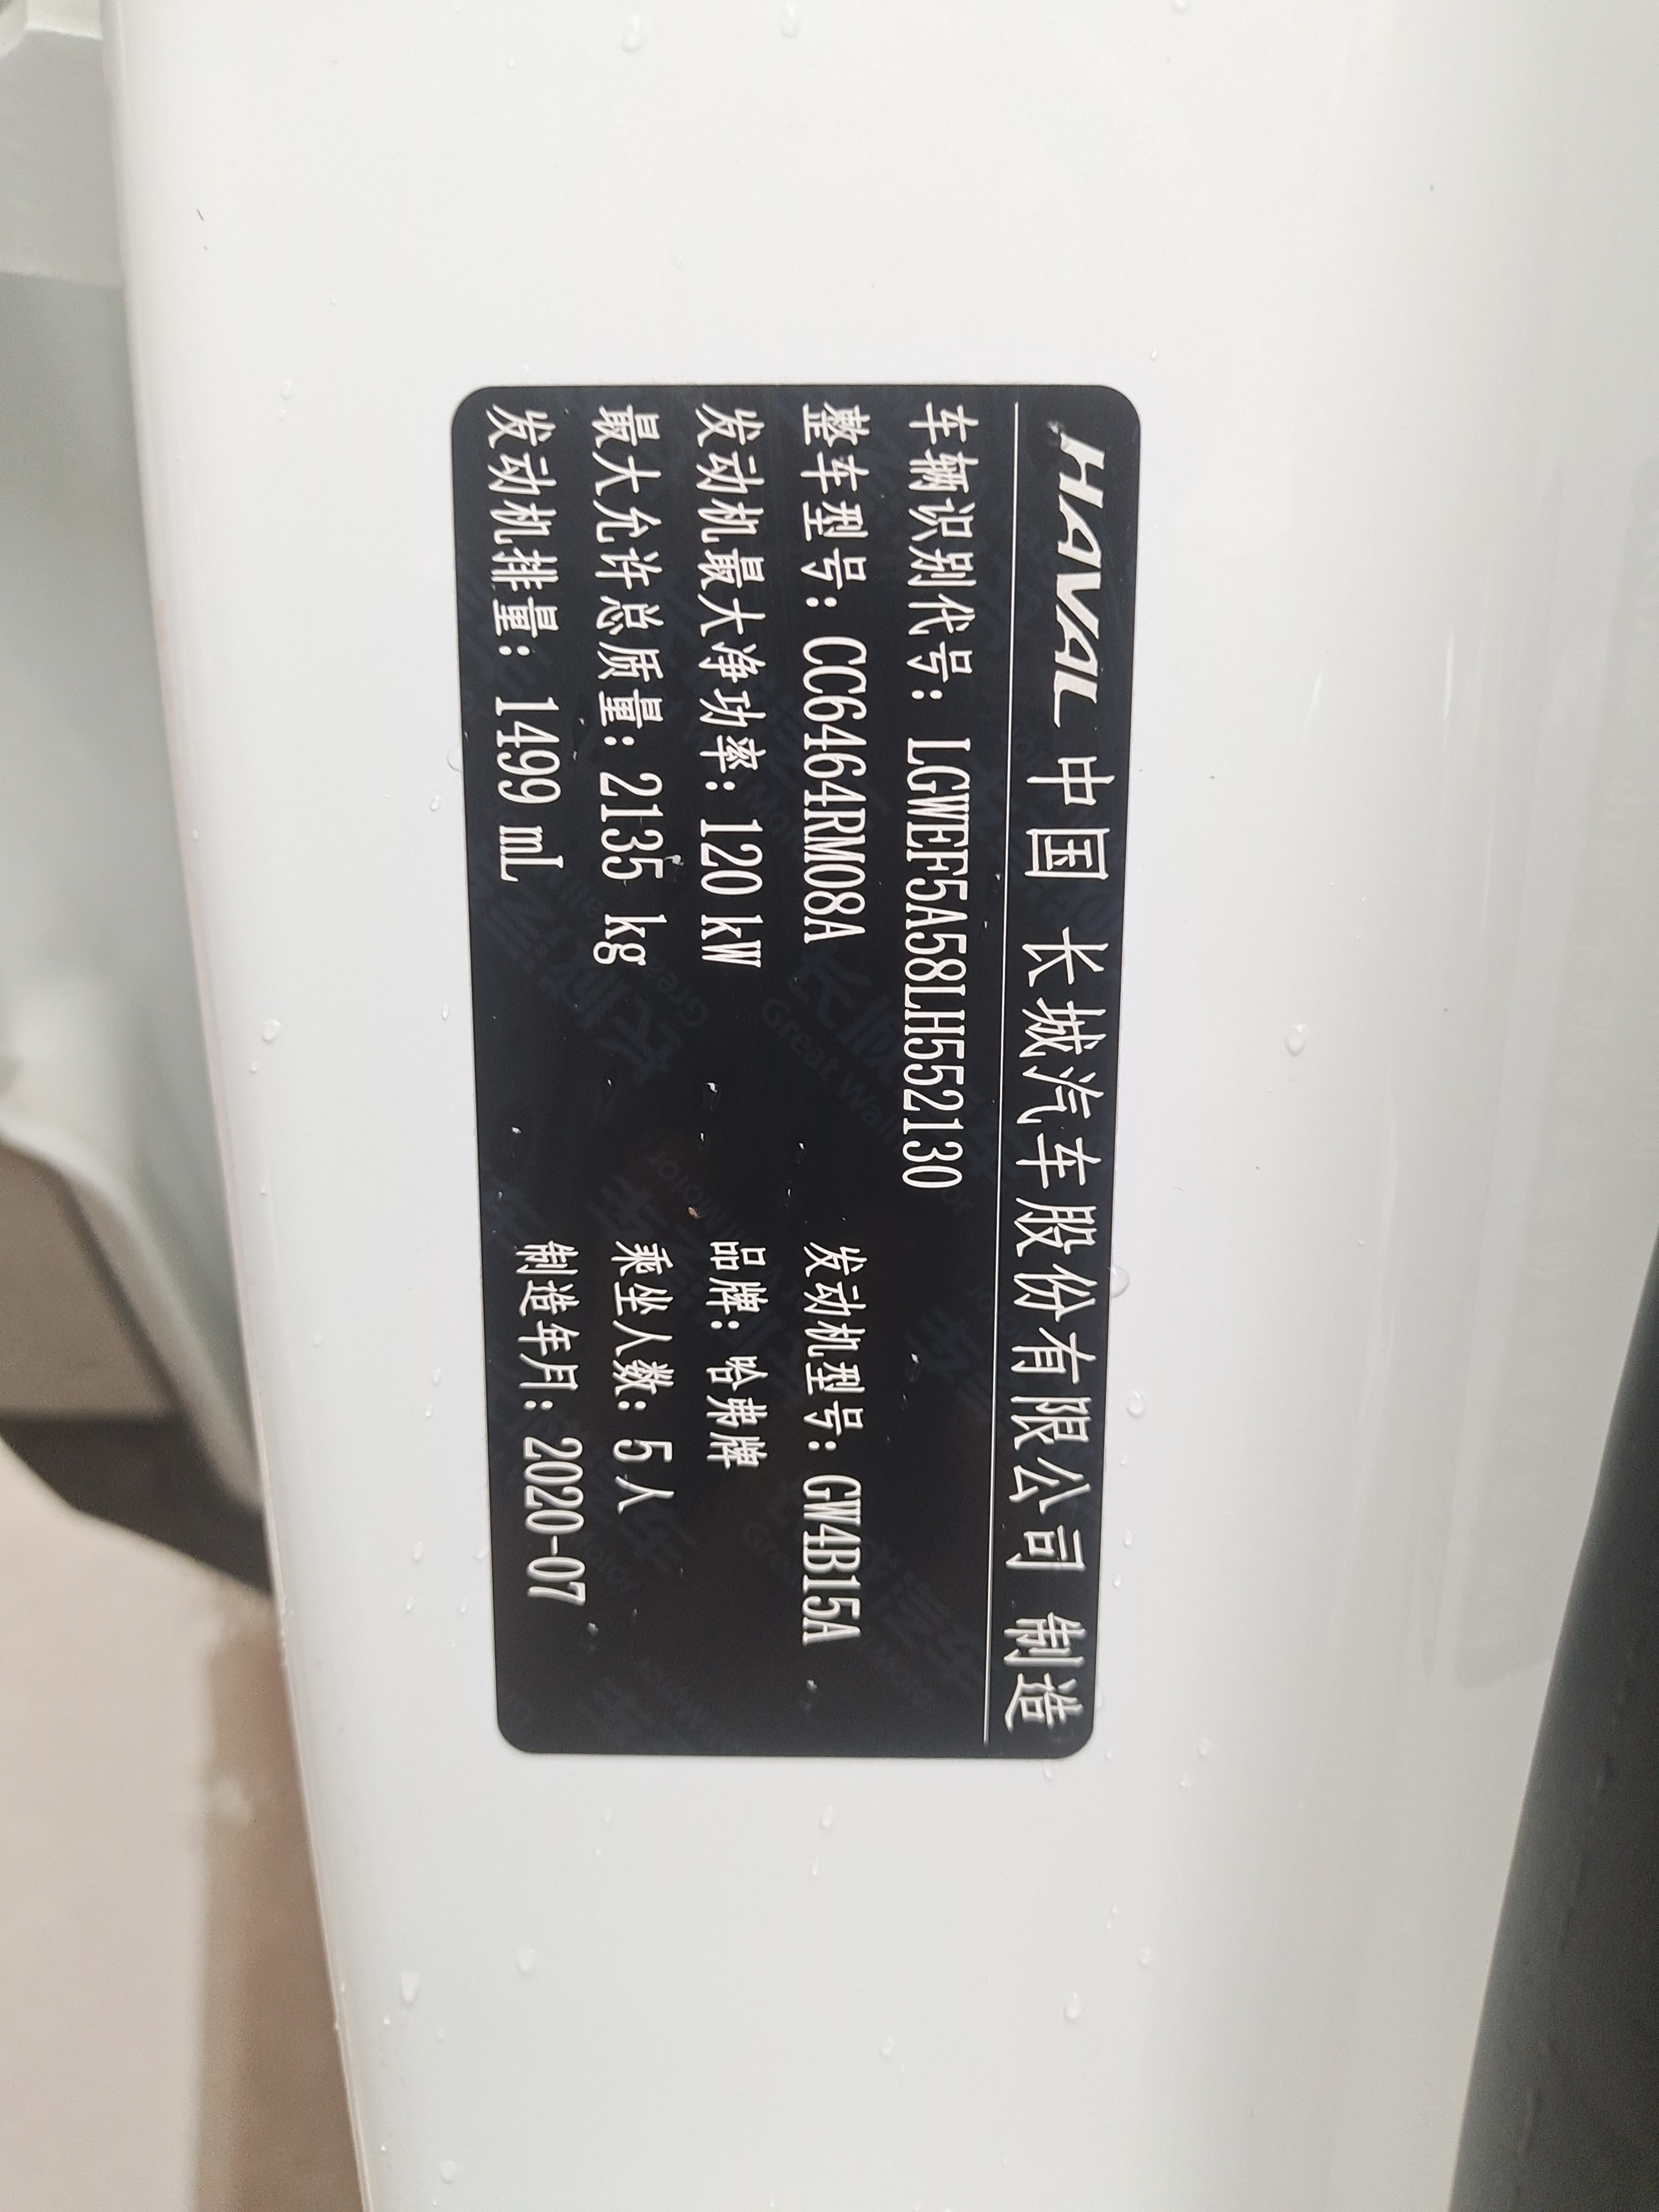 HAVAL 中国 长城汽车股份有限公司 制造
车辆识别代号: LGWEF5A58LH552130
整车型号: CC6464RM08A 发动机型号: GW4B15A
发动机最大净功率: 120 kW 品牌: 哈弗牌
最大允许总质量: 2135 kg 乘坐人数: 5 人
发动机排量: 1499 mL 制造年月: 2020-07